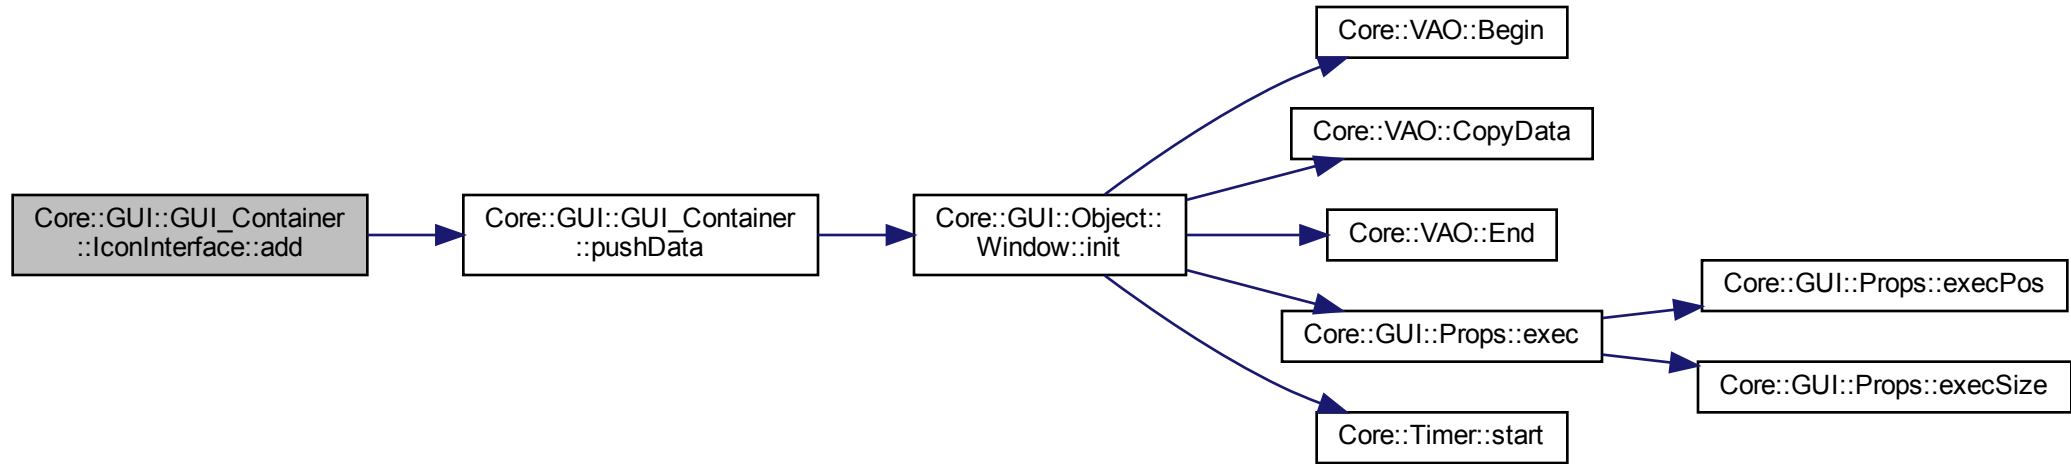 Core::GUI::GUI_Container
::IconInterface::add
Core::GUI::GUI_Container
::pushData
Core::GUI::Object::
Window::init
Core::VAO::Begin
Core::VAO::CopyData
Core::VAO::End
Core::GUI::Props::exec
Core::Timer::start
Core::GUI::Props::execPos
Core::GUI::Props::execSize